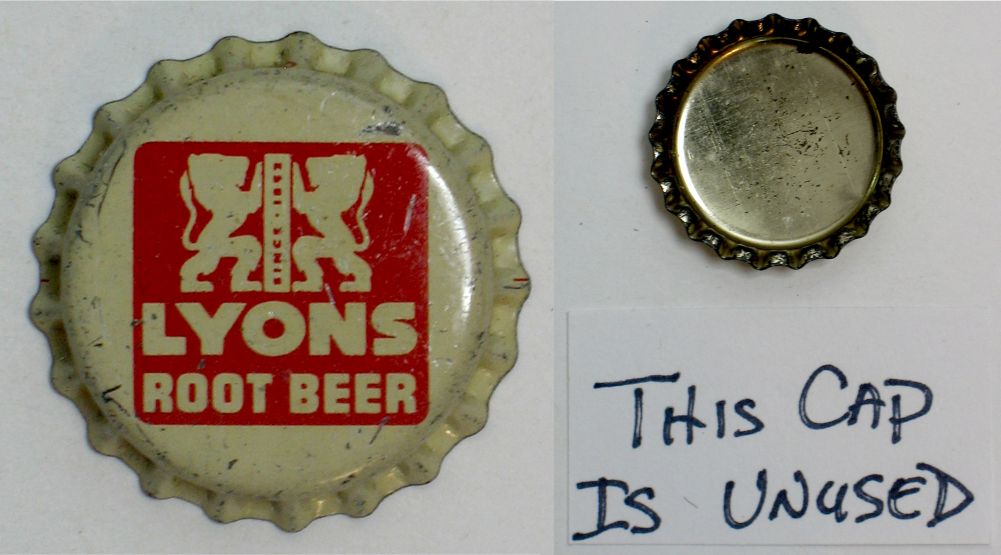 LYONS
ROOT BEER
THIS CAP
IS UNUSED